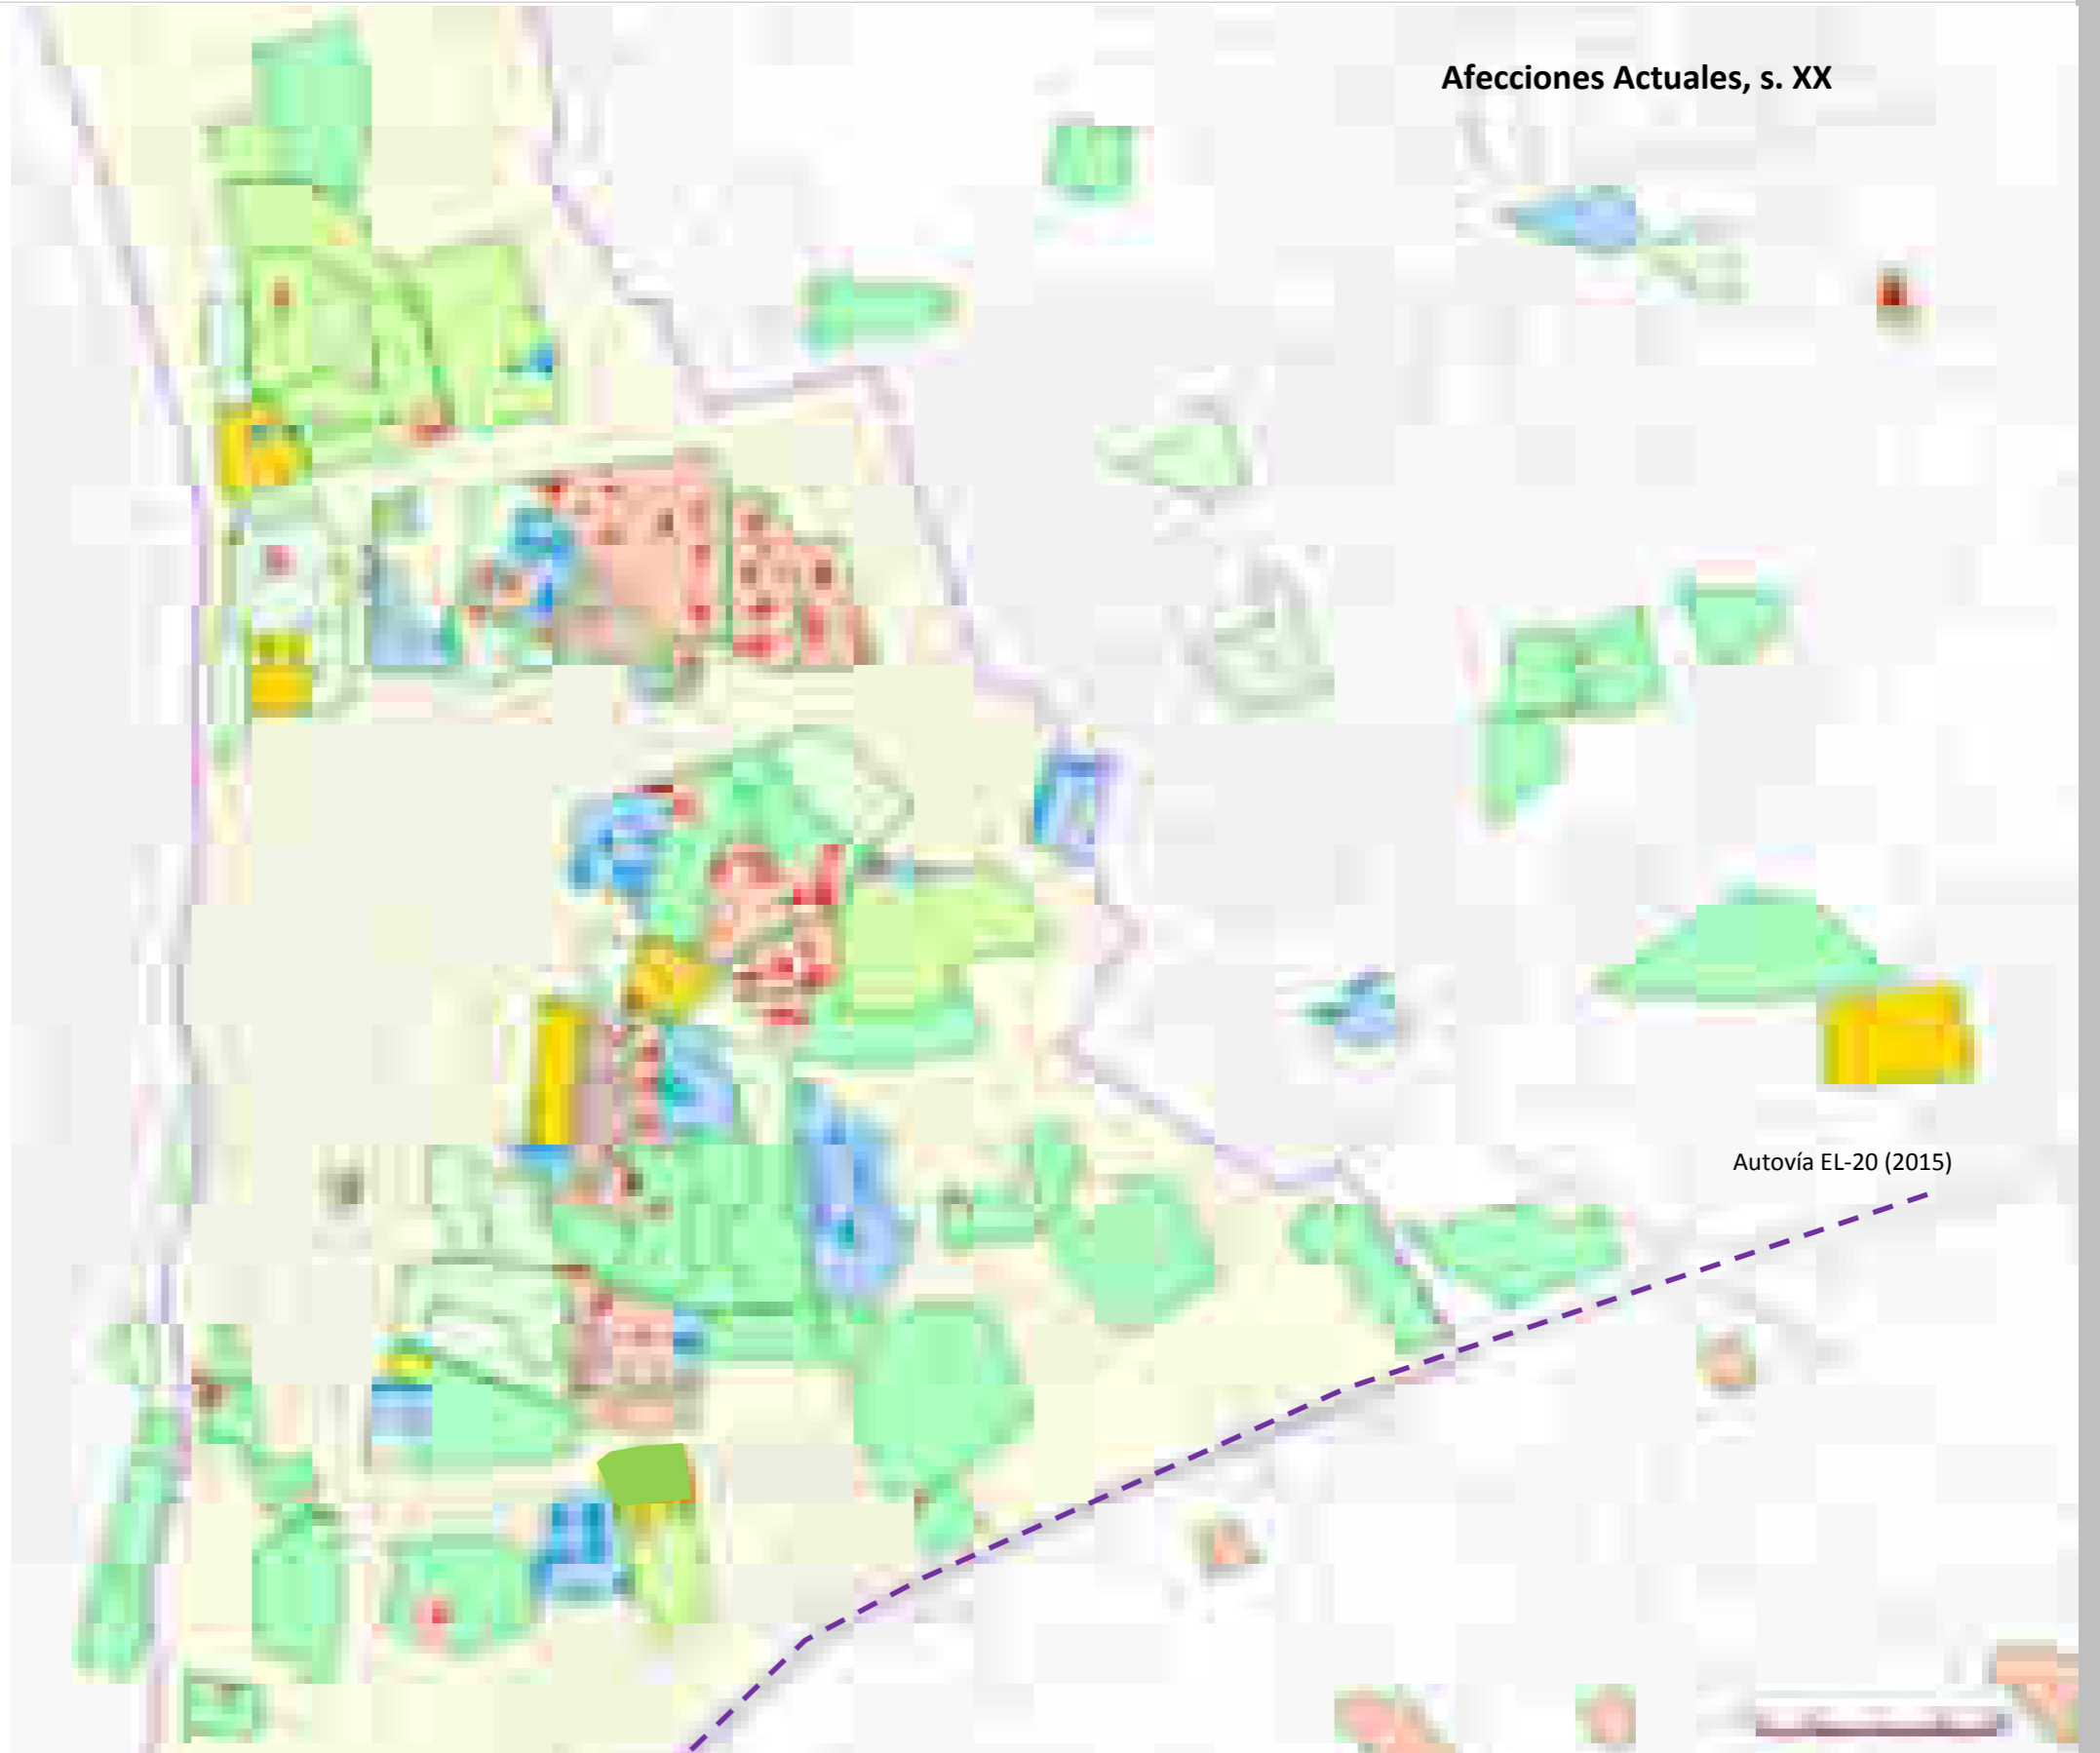 Afecciones Actuales, s. XX
Autovía EL-20 (2015)